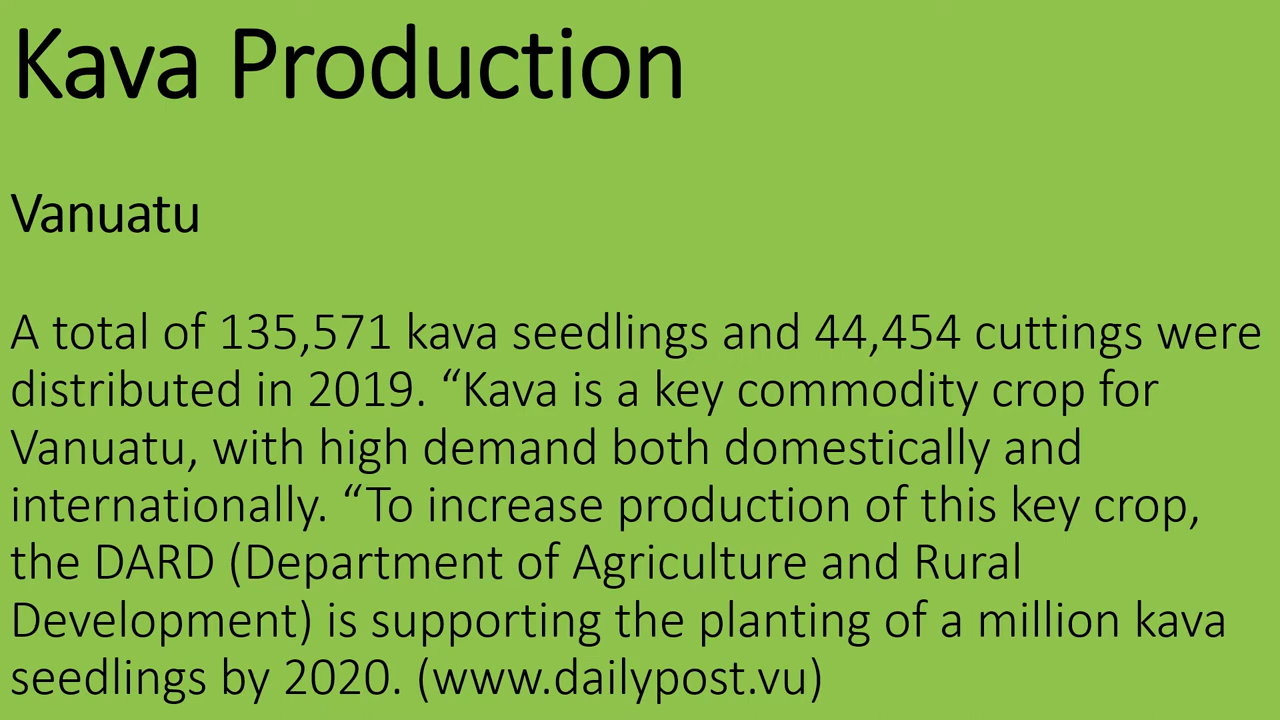 Kava Production
Vanuatu
A total of 135,571 kava seedlings and 44,454 cuttings were
distributed in 2019. “Kava is a key commodity crop for
Vanuatu, with high demand both domestically and
internationally. “To increase production of this key crop,
the DARD (Department of Agriculture and Rural
Development) is supporting the planting of a million kava
seedlings by 2020. (www.dailypost.vu)